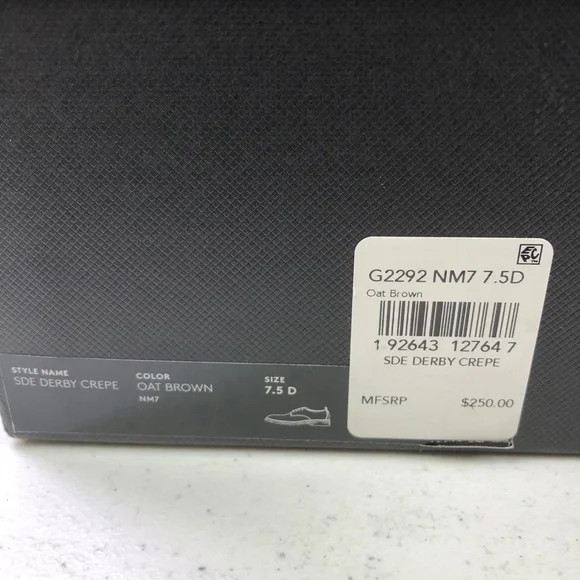 G2292 NM7 7.5D
Oat Brown
1 92643 12764 7
SDE DERBY CREPE
MFSRP $250.00
STYLE NAME
SDE DERBY CREPE
COLOR
OAT BROWN
NM7
SIZE
7.5 D